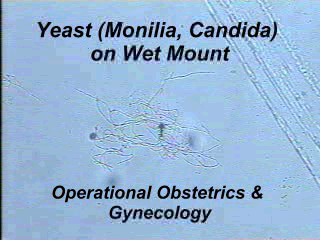 Yeast (Monilia, Candida)
on Wet Mount
Operational Obstetrics &
Gynecology